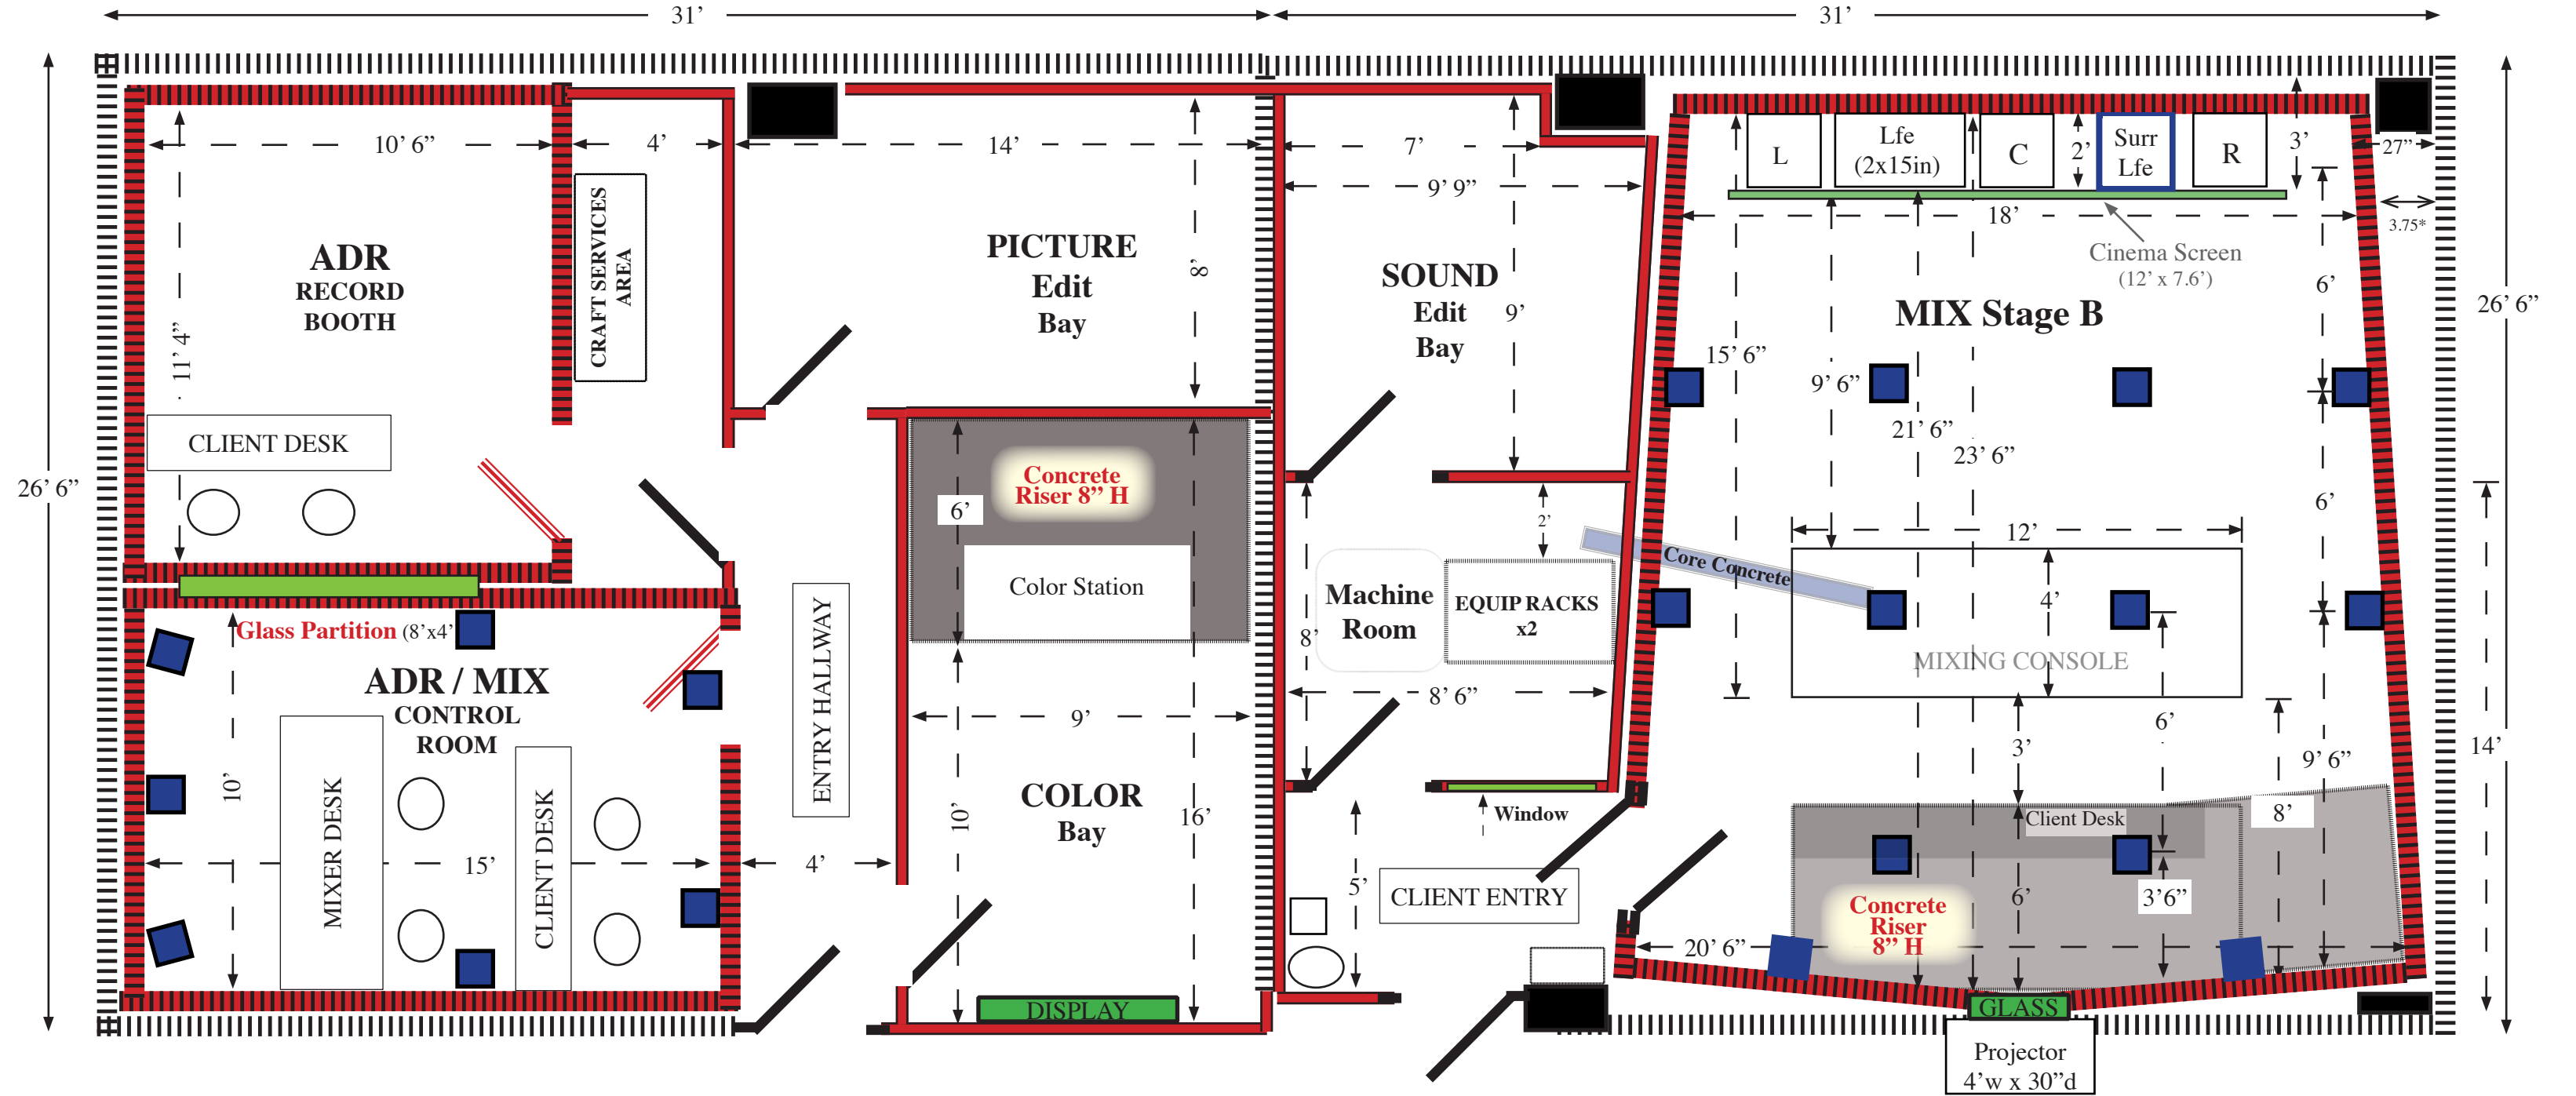 31’
31’
10’ 6”
4’
14’
7’
9’ 9”
L
Lfe
(2x15in)
C
2’
Surr
Lfe
R
3’
27”
3.75*
18’
Cinema Screen
(12’ x 7.6’)
ADR
RECORD
BOOTH
11’ 4”
CRAFT SERVICES
AREA
PICTURE
Edit
Bay
8’
SOUND
Edit
Bay
9’
MIX Stage B
6’
26’ 6”
15’ 6”
9’ 6”
21’ 6”
23’ 6”
CLIENT DESK
26’ 6”
Concrete
Riser 8” H
6’
Color Station
2’
6’
12’
Core Concrete
4’
Machine
Room
EQUIP RACKS
x2
8’
MIXING CONSOLE
Glass Partition (8’x4’
ADR / MIX
CONTROL
ROOM
10’
ENTRY HALLWAY
9’
8’ 6”
6’
3’
9’ 6”
14’
COLOR
Bay
10’
16’
Window
Client Desk
8’
MIXER DESK
15’
CLIENT DESK
4’
5’
CLIENT ENTRY
6’
3’6”
Concrete
Riser
8” H
20’ 6”
DISPLAY
GLASS
Projector
4’w x 30”d